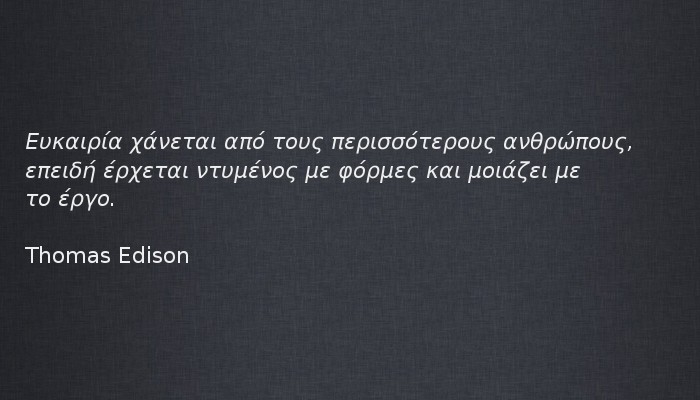 Ευκαιρία χάνεται από τους περισσότερους ανθρώπους,
επειδή έρχεται ντυμένος με φόρμες και μοιάζει με
το έργο.
Thomas Edison